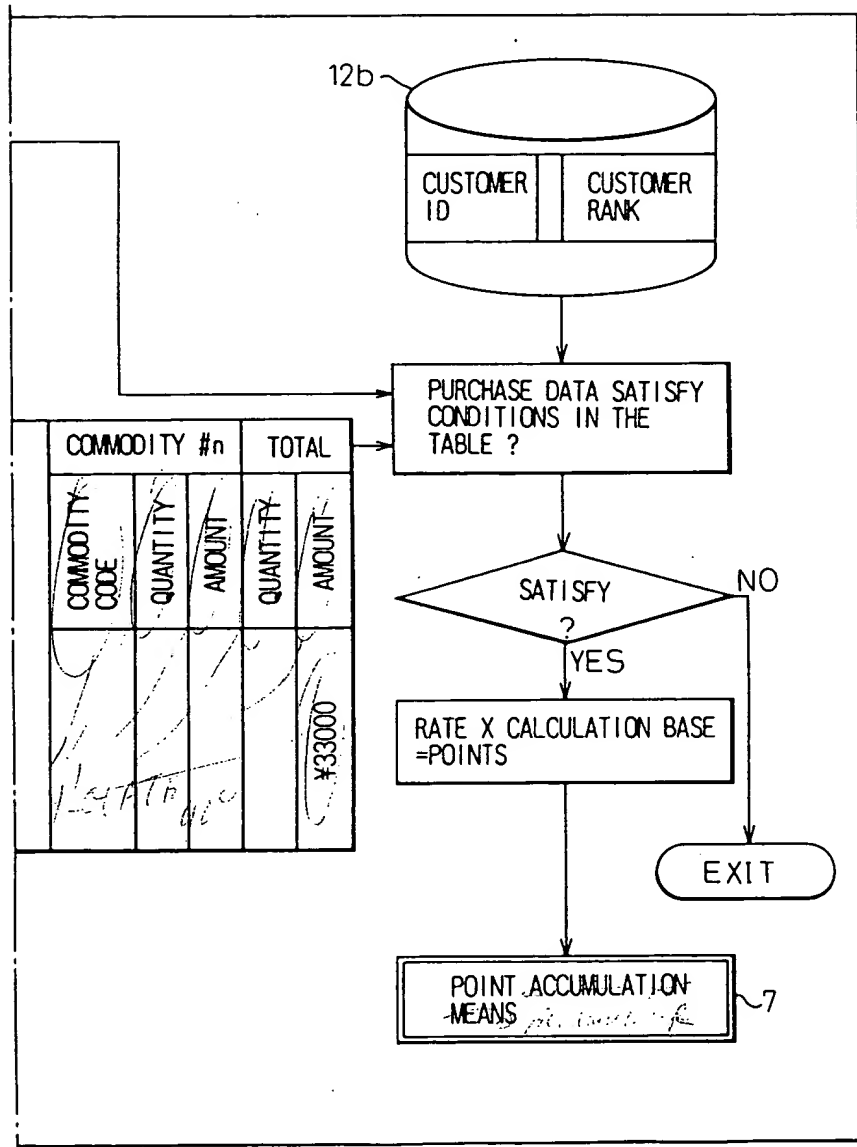 12b
CUSTOMER
ID
CUSTOMER
RANK
PURCHASE DATA SATISFY
CONDITIONS IN THE
TABLE ?
COMMODITY #n
TOTAL
COMMODITY
CODE
QUANTITY
AMOUNT
QUANTITY
AMOUNT
¥33000
SATISFY
?
NO
YES
RATE X CALCULATION BASE
=POINTS
EXIT
POINT ACCUMULATION
MEANS
7